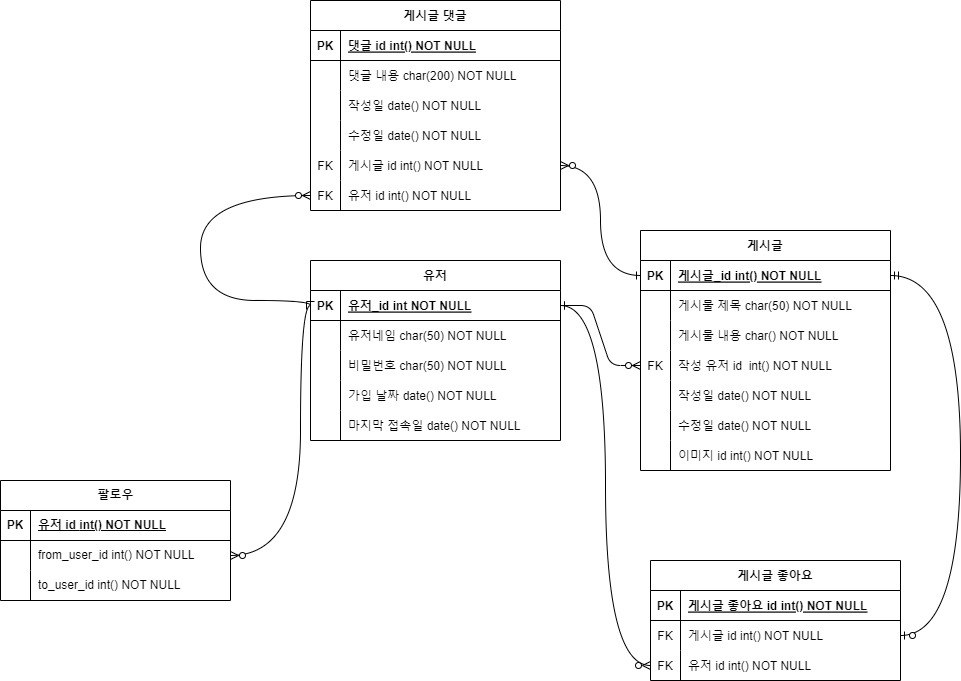 게시글 댓글
PK 댓글 id int() NOT NULL
댓글 내용 char(200) NOT NULL
작성일 date() NOT NULL
수정일 date() NOT NULL
FK 게시글 id int() NOT NULL
FK 유저 id int() NOT NULL
게시글
PK 게시글_id int() NOT NULL
게시물 제목 char(50) NOT NULL
게시물 내용 char() NOT NULL
FK 작성 유저 id  int() NOT NULL
작성일 date() NOT NULL
수정일 date() NOT NULL
이미지 id int() NOT NULL
유저
PK 유저_id int NOT NULL
유저네임 char(50) NOT NULL
비밀번호 char(50) NOT NULL
가입 날짜 date() NOT NULL
마지막 접속일 date() NOT NULL
팔로우
PK 유저 id int() NOT NULL
from_user_id int() NOT NULL
to_user_id int() NOT NULL
게시글 좋아요
PK 게시글 좋아요 id int() NOT NULL
FK 게시글 id int() NOT NULL
FK 유저 id int() NOT NULL